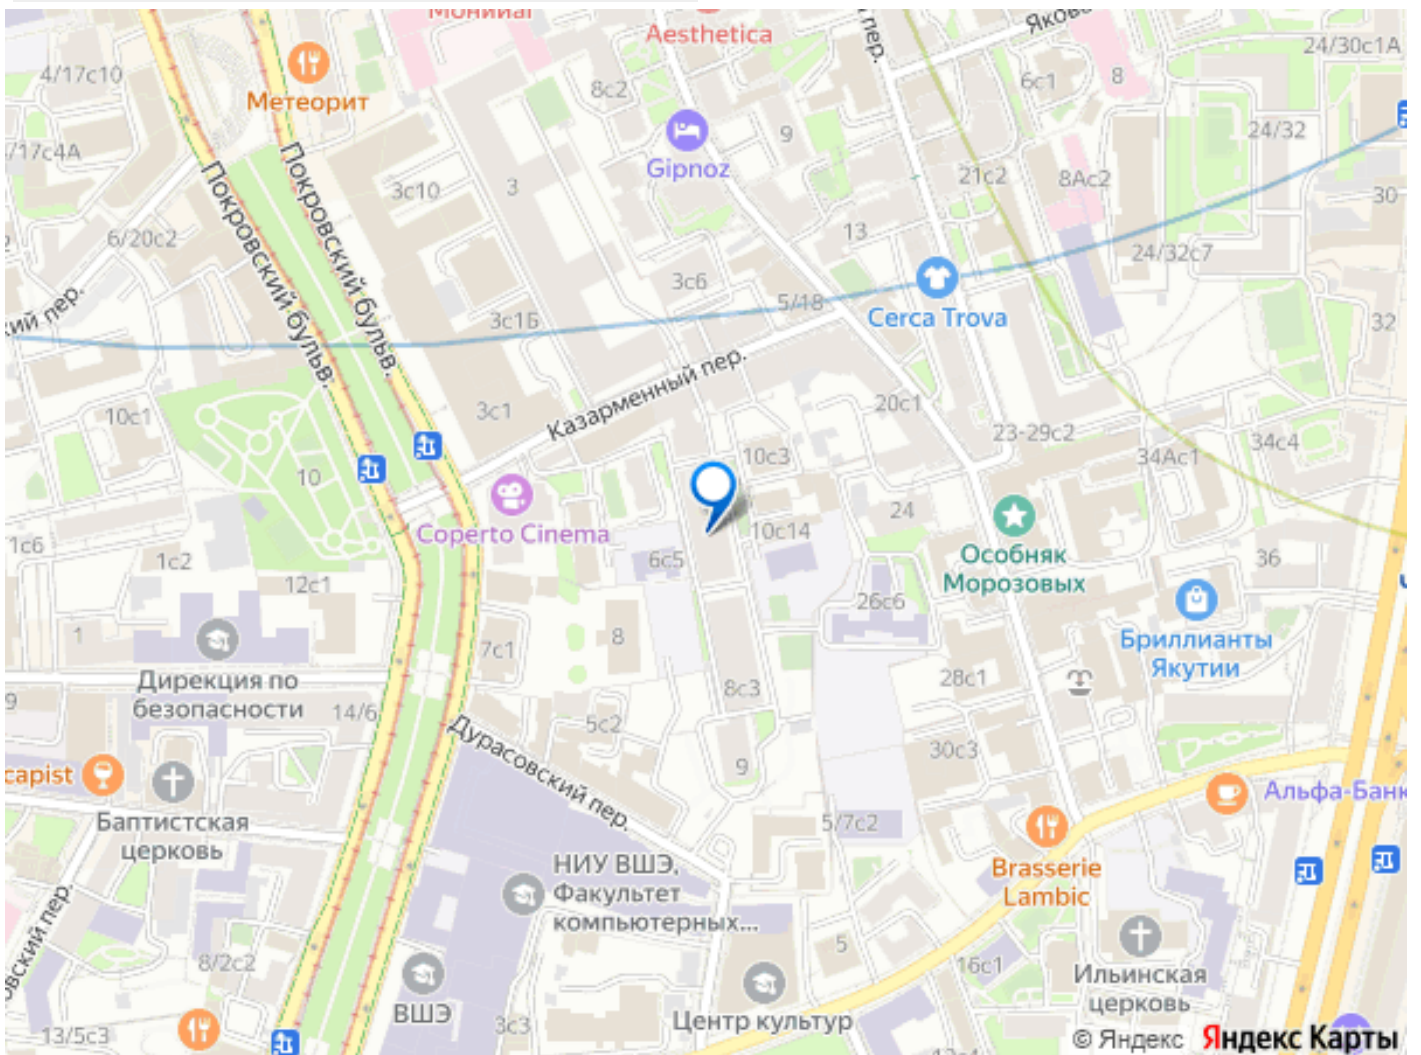 Aesthetica
4/17с10
Метеорит
8с2
пер.
6с1
8
24/30с1А
/17с4А
Покровский бульв.
Покровский бульв.
3с10
3
Gipnoz
9
21с2
8Ас2
24/32
30
6/20с2
13
24/32с7
3с6
5/18
кий пер.
3с1Б
Cerca Trova
32
Казарменный пер.
10с1
3с1
20с1
23-29с2
34с4
34Ас1
10с3
10
Coperto Cinema
10с14
24
Особняк
Морозовых
36
1с6
1с2
6с5
12с1
26с6
Бриллианты
Якутии
1
7с1
8
Дирекция по
безопасности
14/6
9
8с3
28с1
5с2
Дурасовский пер.
30с3
9
capist
Альфа-Банк
Баптистская
церковь
5/7с2
Brasserie
Lambic
НИУ ВШЭ,
Факультет
компьютерных...
овский пер.
8/2с2
5
16с1
Ильинская
церковь
ВШЭ
3с3
Центр культур
13/5с3
© Яндекс Яндекс Карты